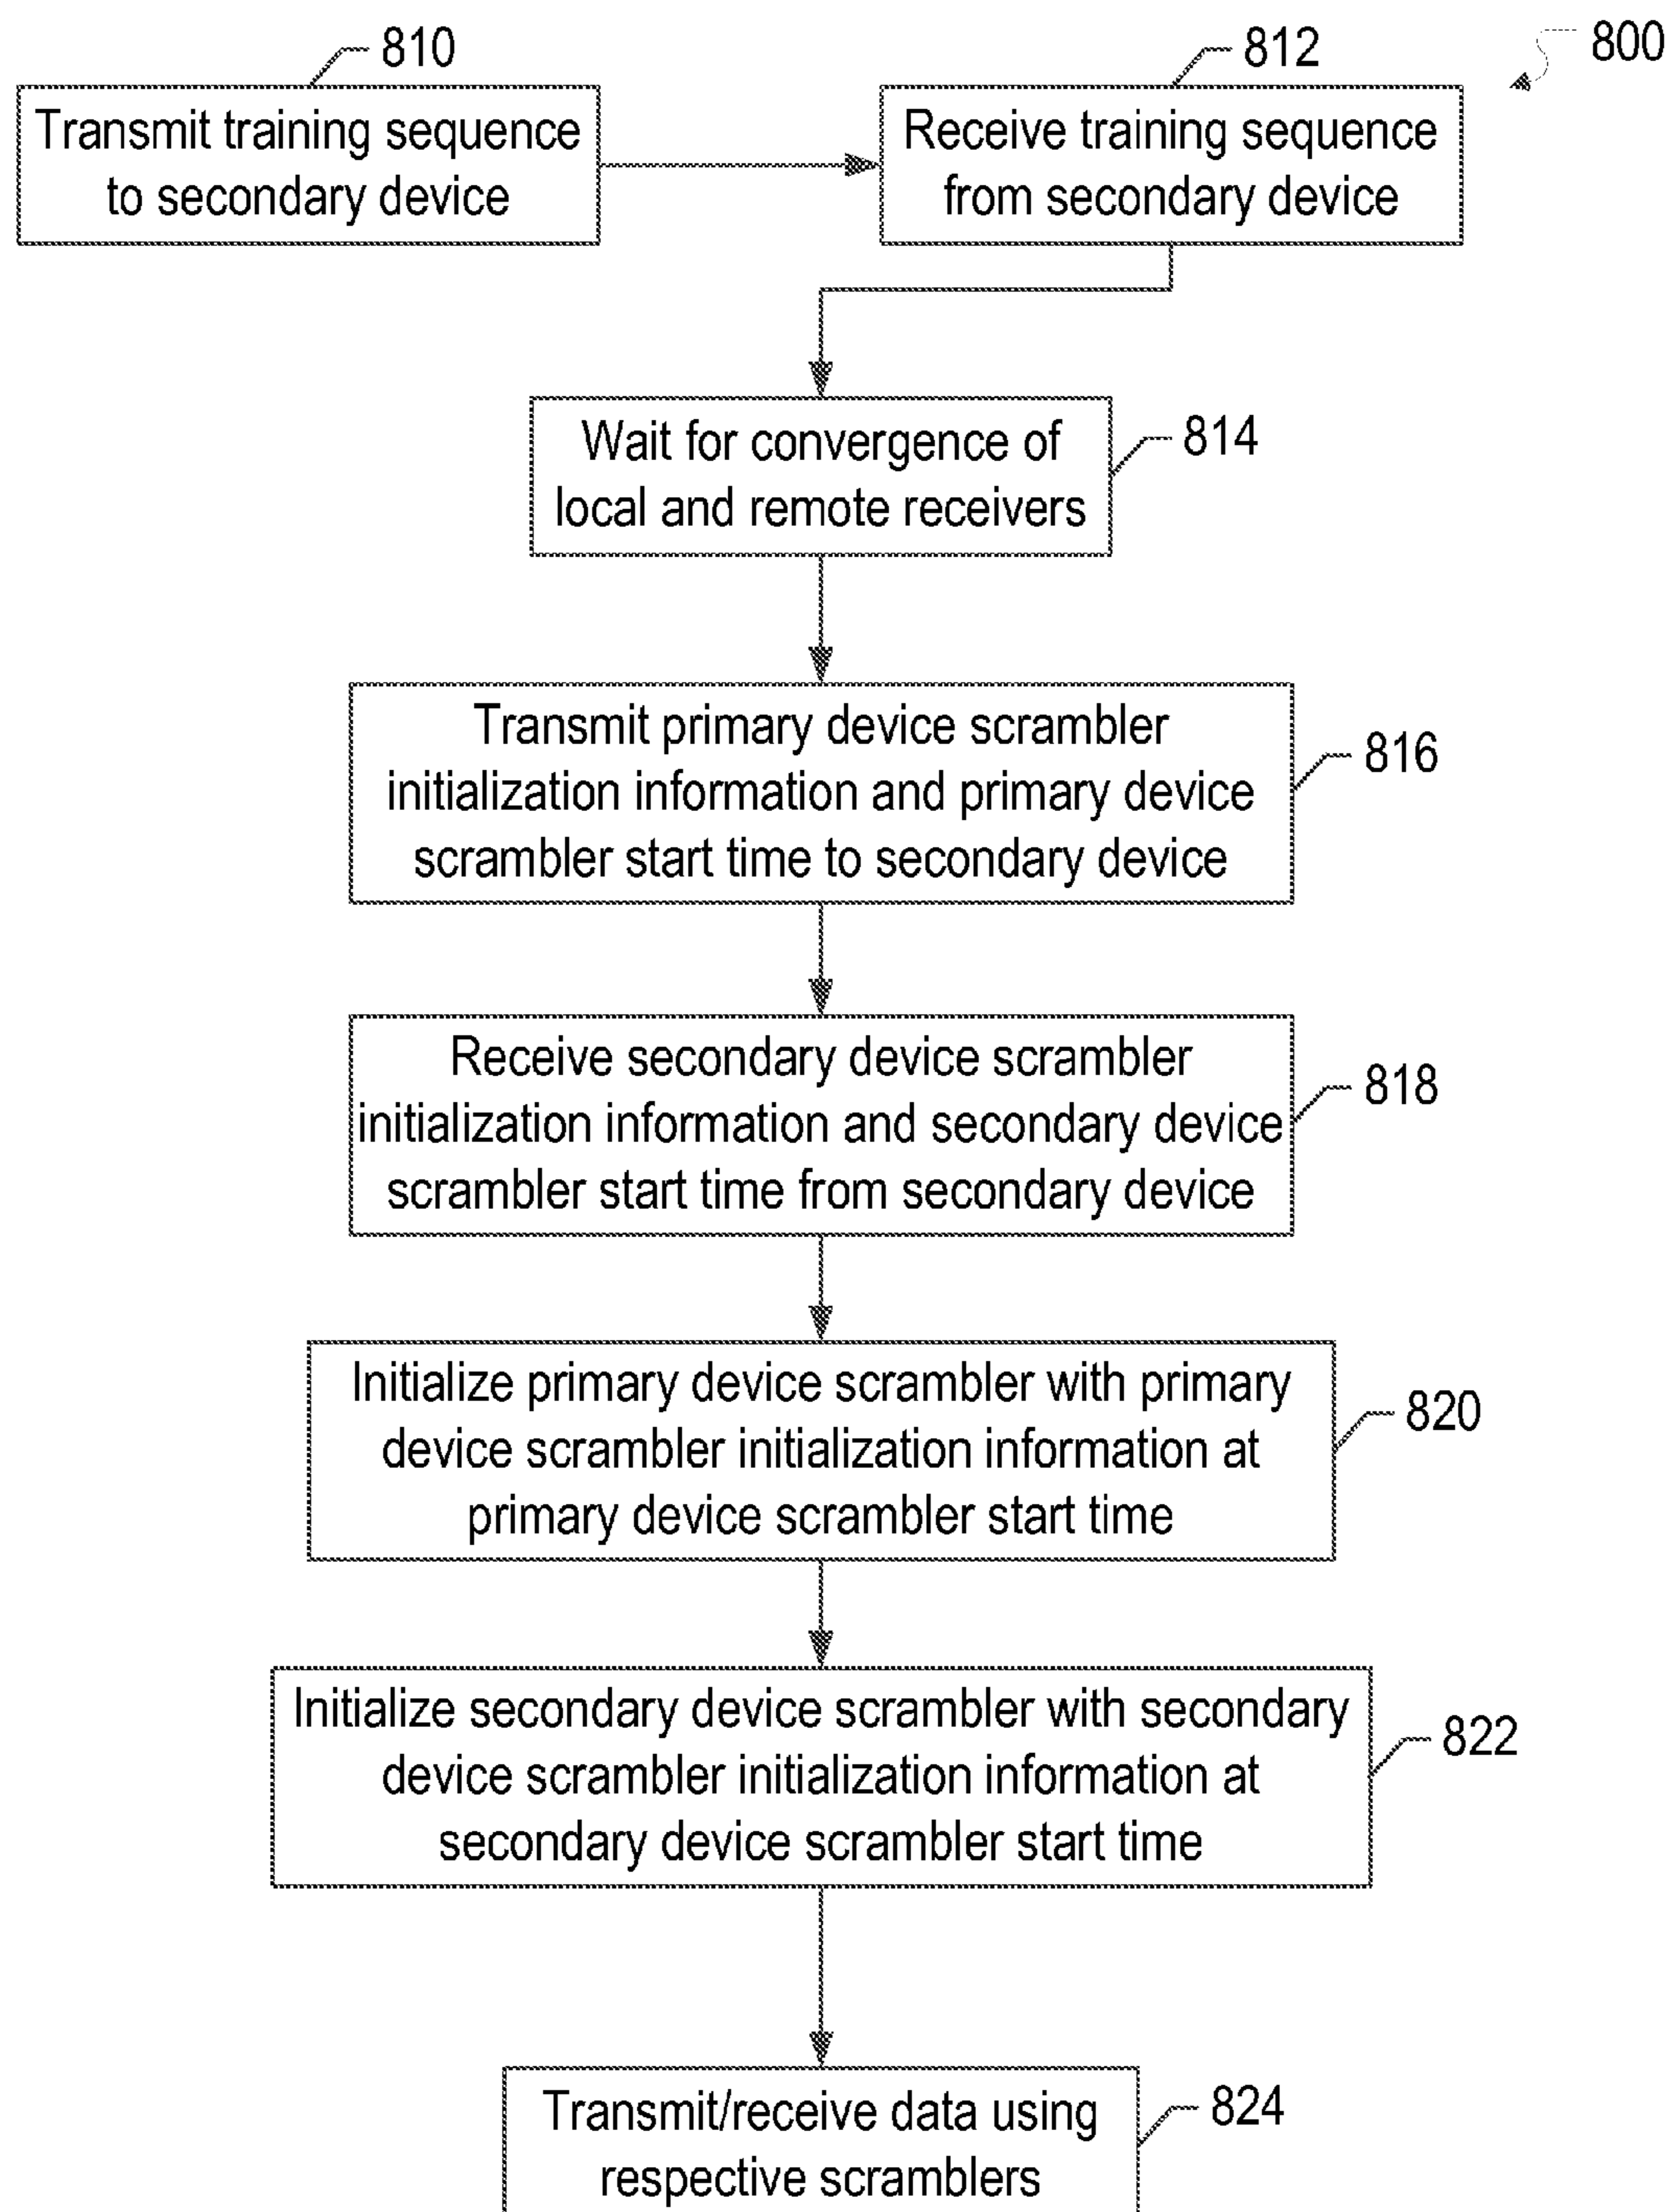 810
812
800
Transmit training sequence
to secondary device
Receive training sequence
from secondary device
Wait for convergence of
local and remote receivers
814
Transmit primary device scrambler
initialization information and primary device
scrambler start time to secondary device
816
Receive secondary device scrambler
initialization information and secondary device
scrambler start time from secondary device
818
Initialize primary device scrambler with primary
device scrambler initialization information at
primary device scrambler start time
820
Initialize secondary device scrambler with secondary
device scrambler initialization information at
secondary device scrambler start time
822
Transmit/receive data using
respective scramblers
824